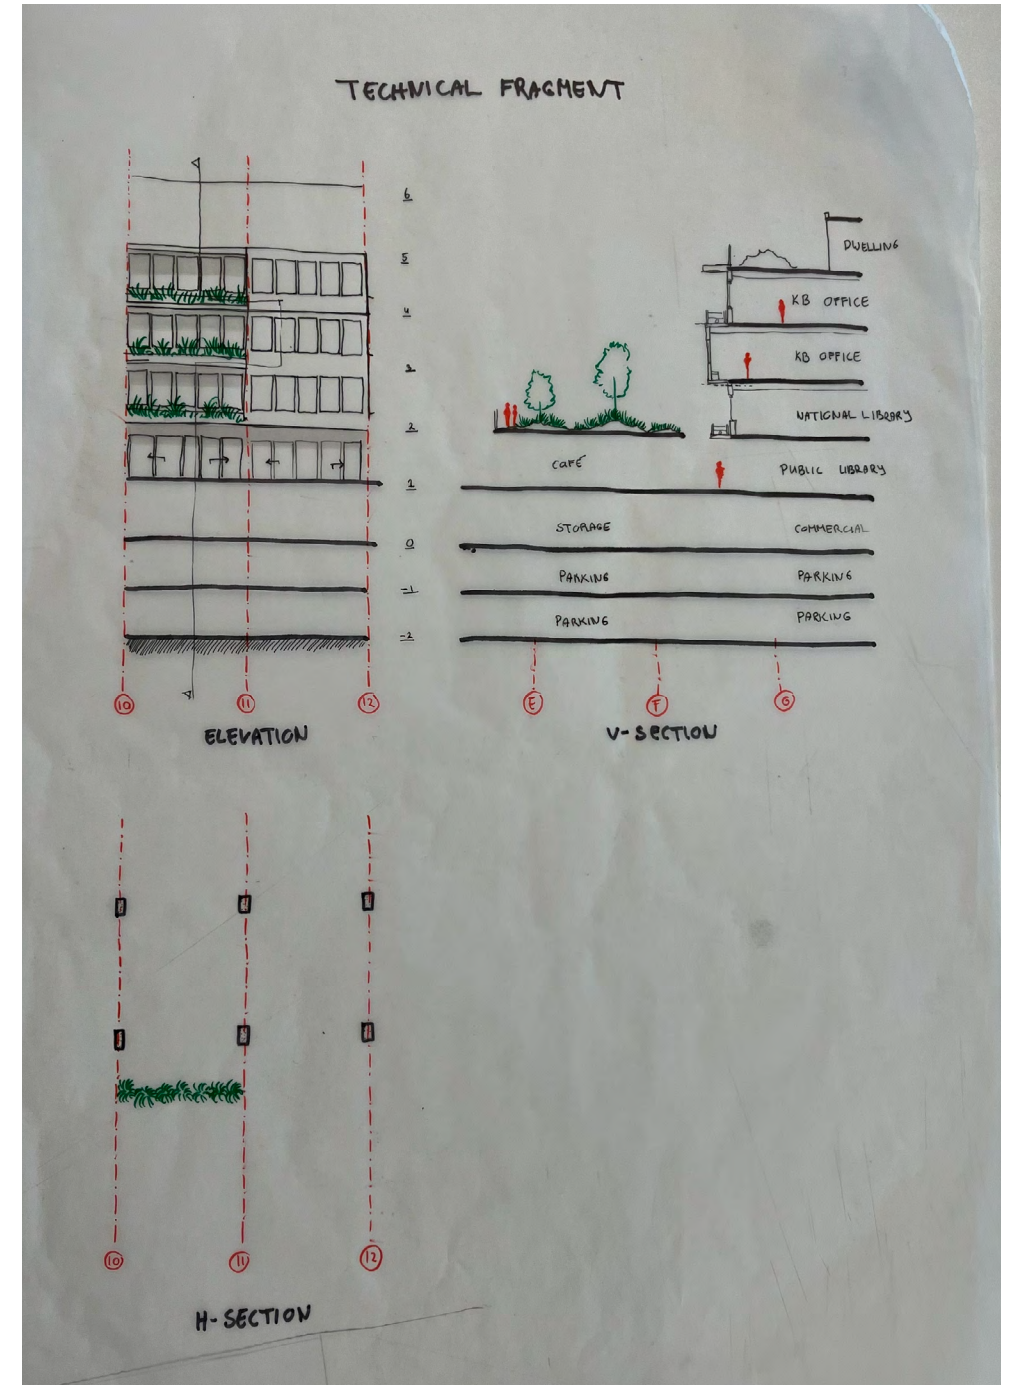 TECHNICAL FRAGMENT
6
5
4
3
2
1
0
-1
-2
10
11
12
ELEVATION
DWELLING
KB OFFICE
KB OFFICE
NATIONAL LIBRARY
CAFÉ
PUBLIC LIBRARY
STORAGE
COMMERCIAL
PARKING
PARKING
PARKING
PARKING
E
F
G
V-SECTION
10
11
12
H-SECTION